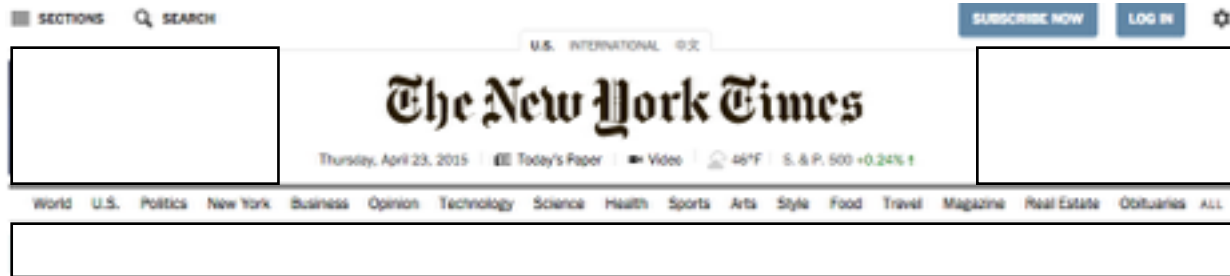 SECTIONS SEARCH SUBSCRIBE NOW LOG IN
U.S. INTERNATIONAL 中文
The New York Times
Thursday, April 23, 2015 Today's Paper Video 46°F S. & P. 500 +0.24% ↑
World U.S. Politics New York Business Opinion Technology Science Health Sports Arts Style Food Travel Magazine Real Estate Obituaries ALL